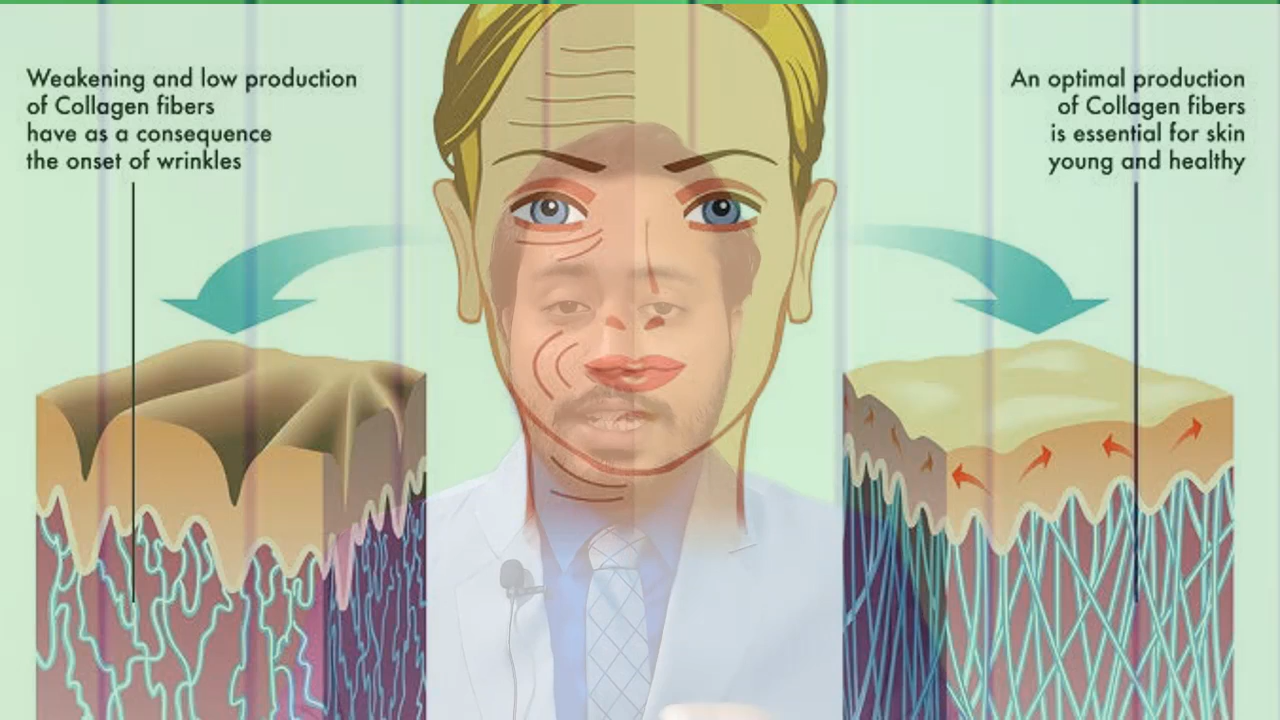 Weakening and low production
of Collagen fibers
have as a consequence
the onset of wrinkles
An optimal production
of Collagen fibers
is essential for skin
young and healthy